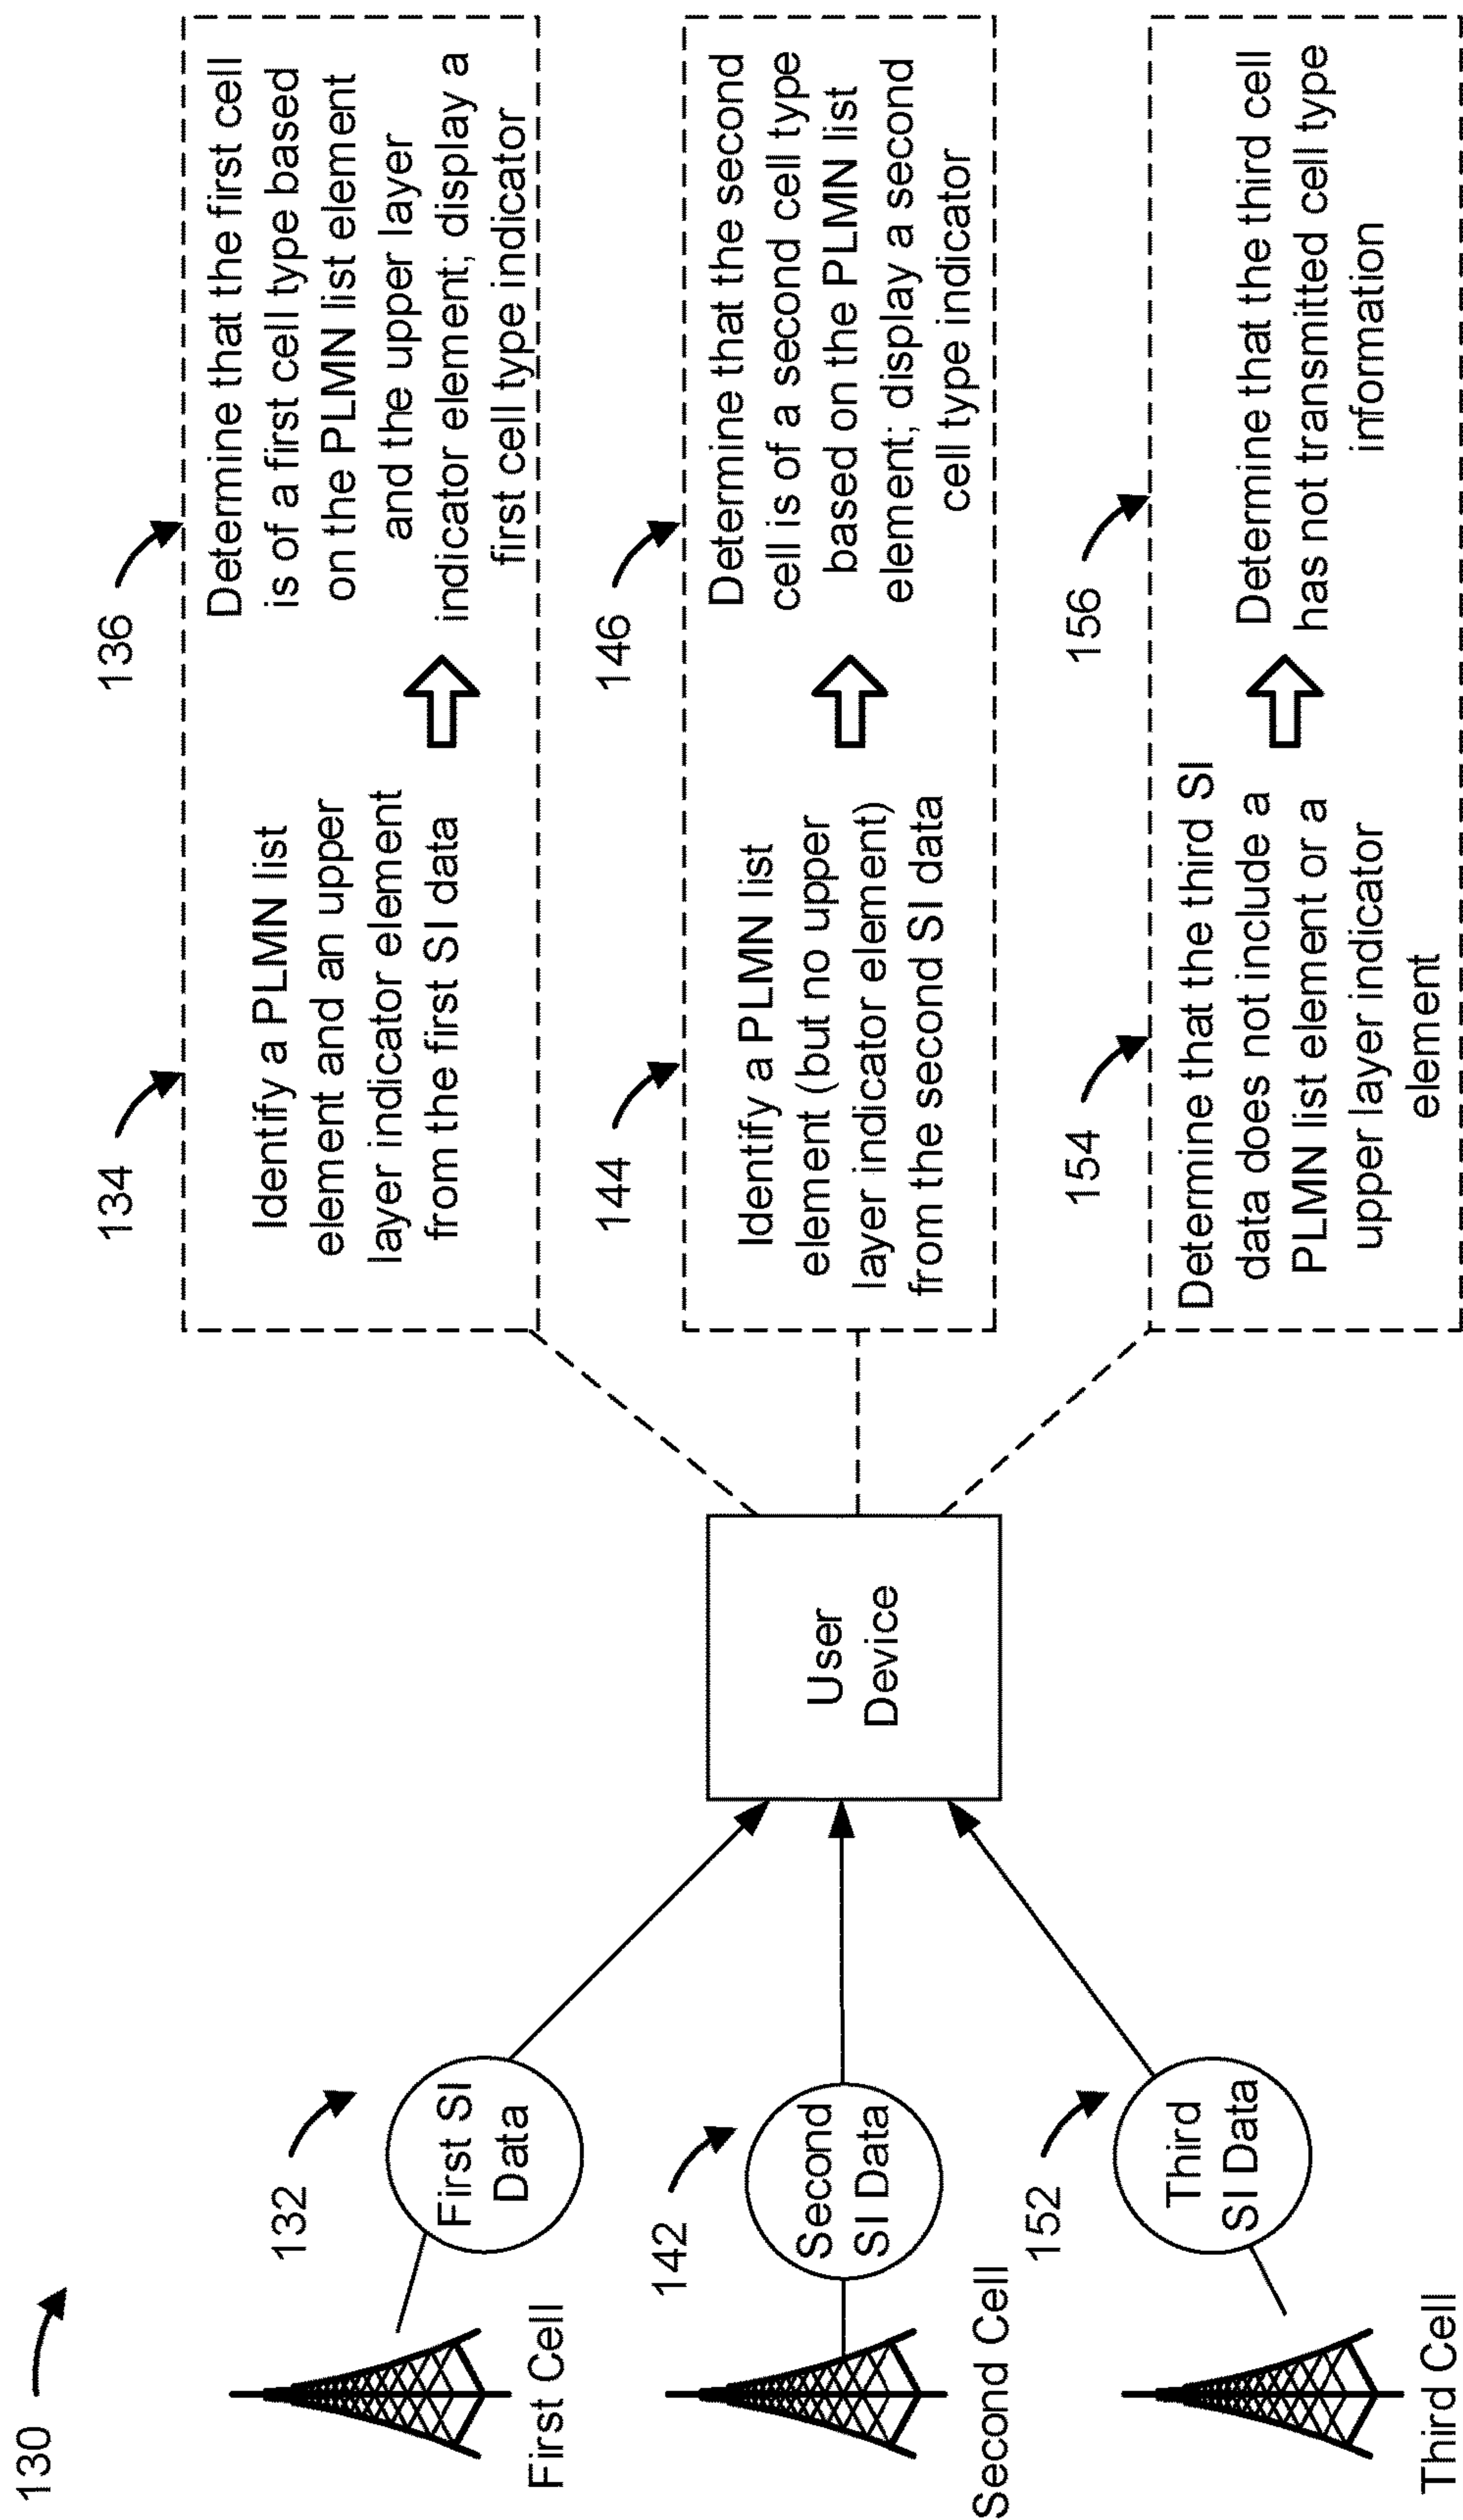 130
132
First SI
Data
First Cell
142
Second
SI Data
Second Cell
152
Third
SI Data
Third Cell
User
Device
134
Identify a PLMN list
element and an upper
layer indicator element
from the first SI data
136
Determine that the first cell
is of a first cell type based
on the PLMN list element
and the upper layer
indicator element; display a
first cell type indicator
144
Identify a PLMN list
element (but no upper
layer indicator element)
from the second SI data
146
Determine that the second
cell is of a second cell type
based on the PLMN list
element; display a second
cell type indicator
154
Determine that the third SI
data does not include a
PLMN list element or a
upper layer indicator
element
156
Determine that the third cell
has not transmitted cell type
information